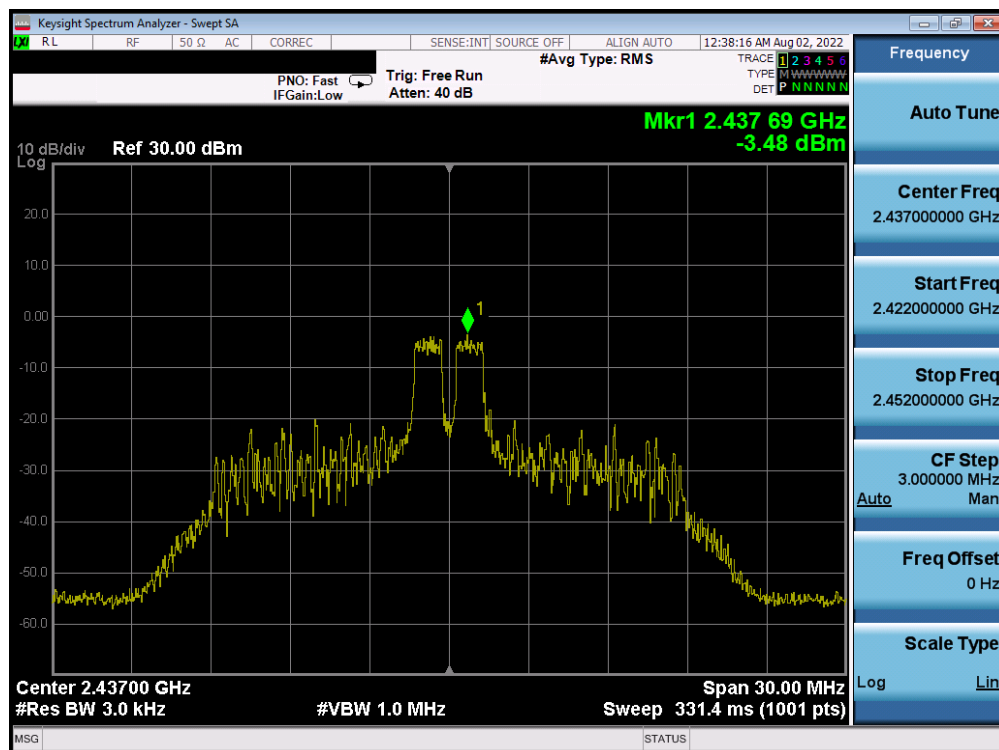 Keysight Spectrum Analyzer - Swept SA
LXI RL RF 50 Ω AC CORREC SENSE:INT SOURCE OFF ALIGN AUTO 12:38:16 AM Aug 02, 2022
#Avg Type: RMS
TRACE 1 2 3 4 5 6
PNO: Fast Trig: Free Run TYPE M WWWWW
IFGain:Low Atten: 40 dB DET P N N N N N
Mkr1 2.437 69 GHz
-3.48 dBm
10 dB/div Ref 30.00 dBm
Log
20.0
10.0
0.00
-10.0
-20.0
-30.0
-40.0
-50.0
-60.0
1
Center 2.43700 GHz Span 30.00 MHz
#Res BW 3.0 kHz #VBW 1.0 MHz Sweep 331.4 ms (1001 pts)
MSG STATUS
Frequency
Auto Tune
Center Freq
2.437000000 GHz
Start Freq
2.422000000 GHz
Stop Freq
2.452000000 GHz
CF Step
3.000000 MHz
Auto Man
Freq Offset
0 Hz
Scale Type
Log Lin